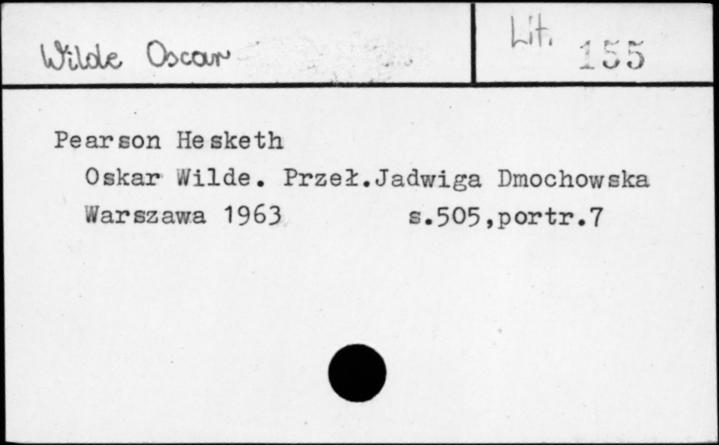 Wilde Oscar
Lit. 155
Pearson Hesketh
Oskar Wilde. Przeł.Jadwiga Dmochowska
Warszawa 1963 s.505,portr.7